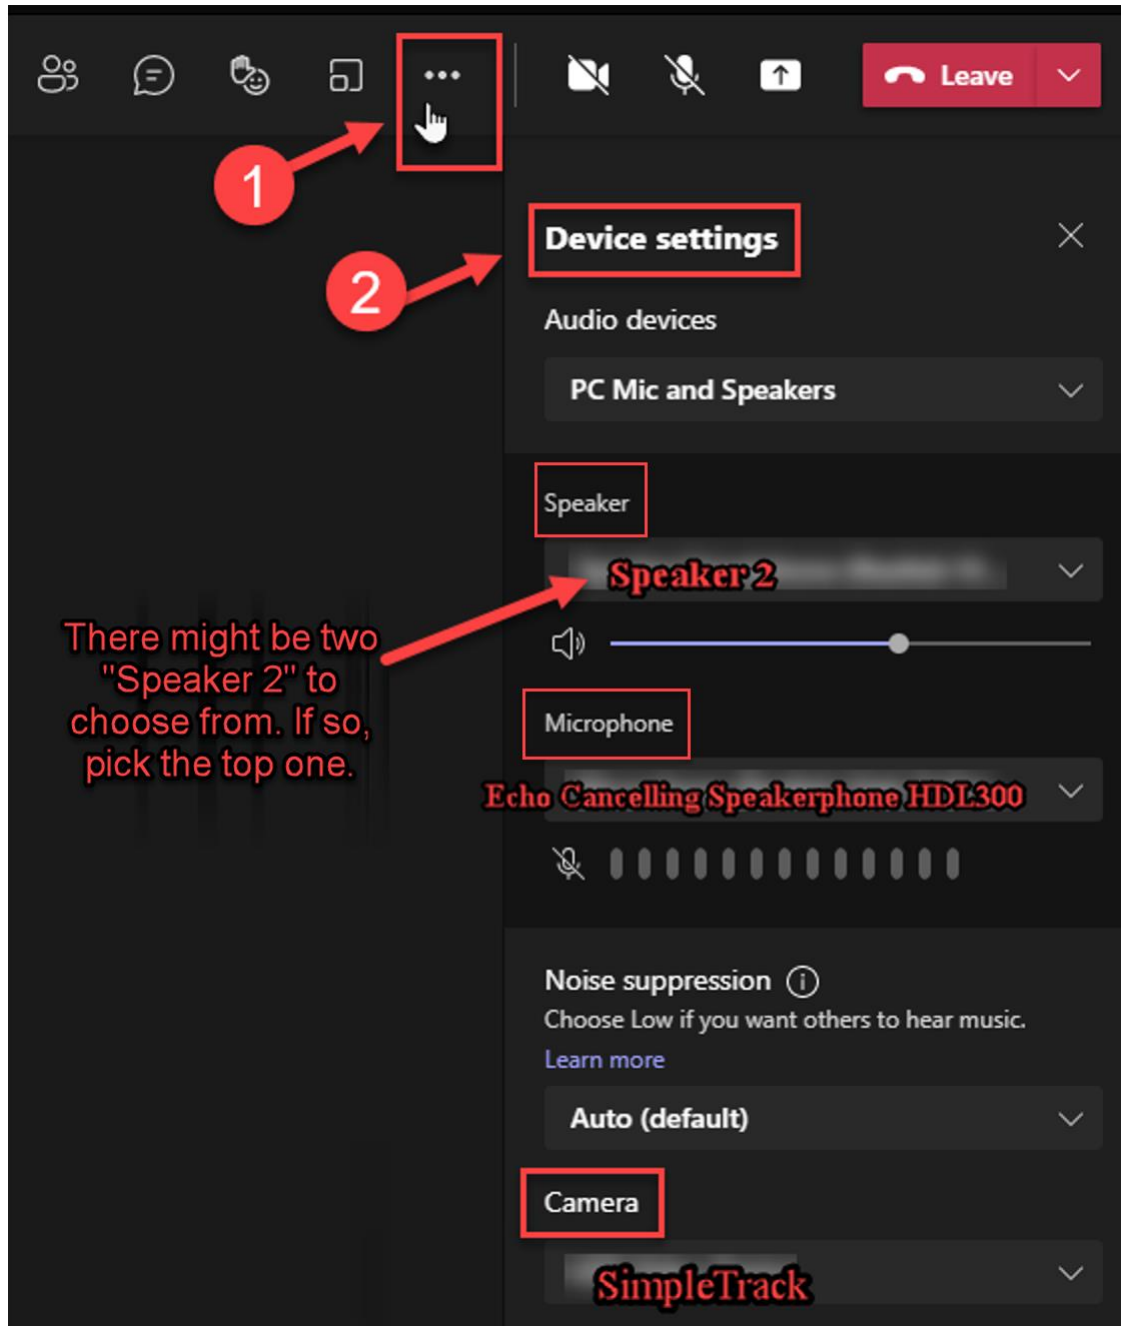 Leave
1
Device settings
2
Audio devices
PC Mic and Speakers
Speaker
Speaker 2
There might be two
"Speaker 2" to
choose from. If so,
pick the top one.
Microphone
Echo Cancelling Speakerphone HDL300
Noise suppression
Choose Low if you want others to hear music.
Learn more
Auto (default)
Camera
SimpleTrack